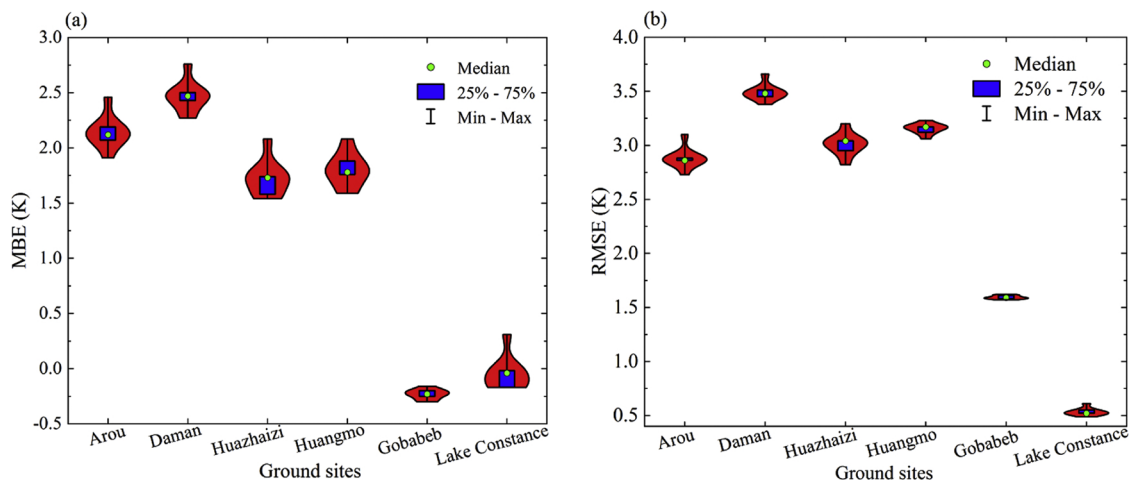 (a)
MBE (K)
3.0
2.5
2.0
1.5
1.0
0.5
0.0
-0.5
Median
25% - 75%
Min - Max
Arou
Daman
Huazhaizi
Huangmo
Gobabeb
Lake Constance
Ground sites
(b)
RMSE (K)
4.0
3.5
3.0
2.5
2.0
1.5
1.0
0.5
Median
25% - 75%
Min - Max
Arou
Daman
Huazhaizi
Huangmo
Gobabeb
Lake Constance
Ground sites